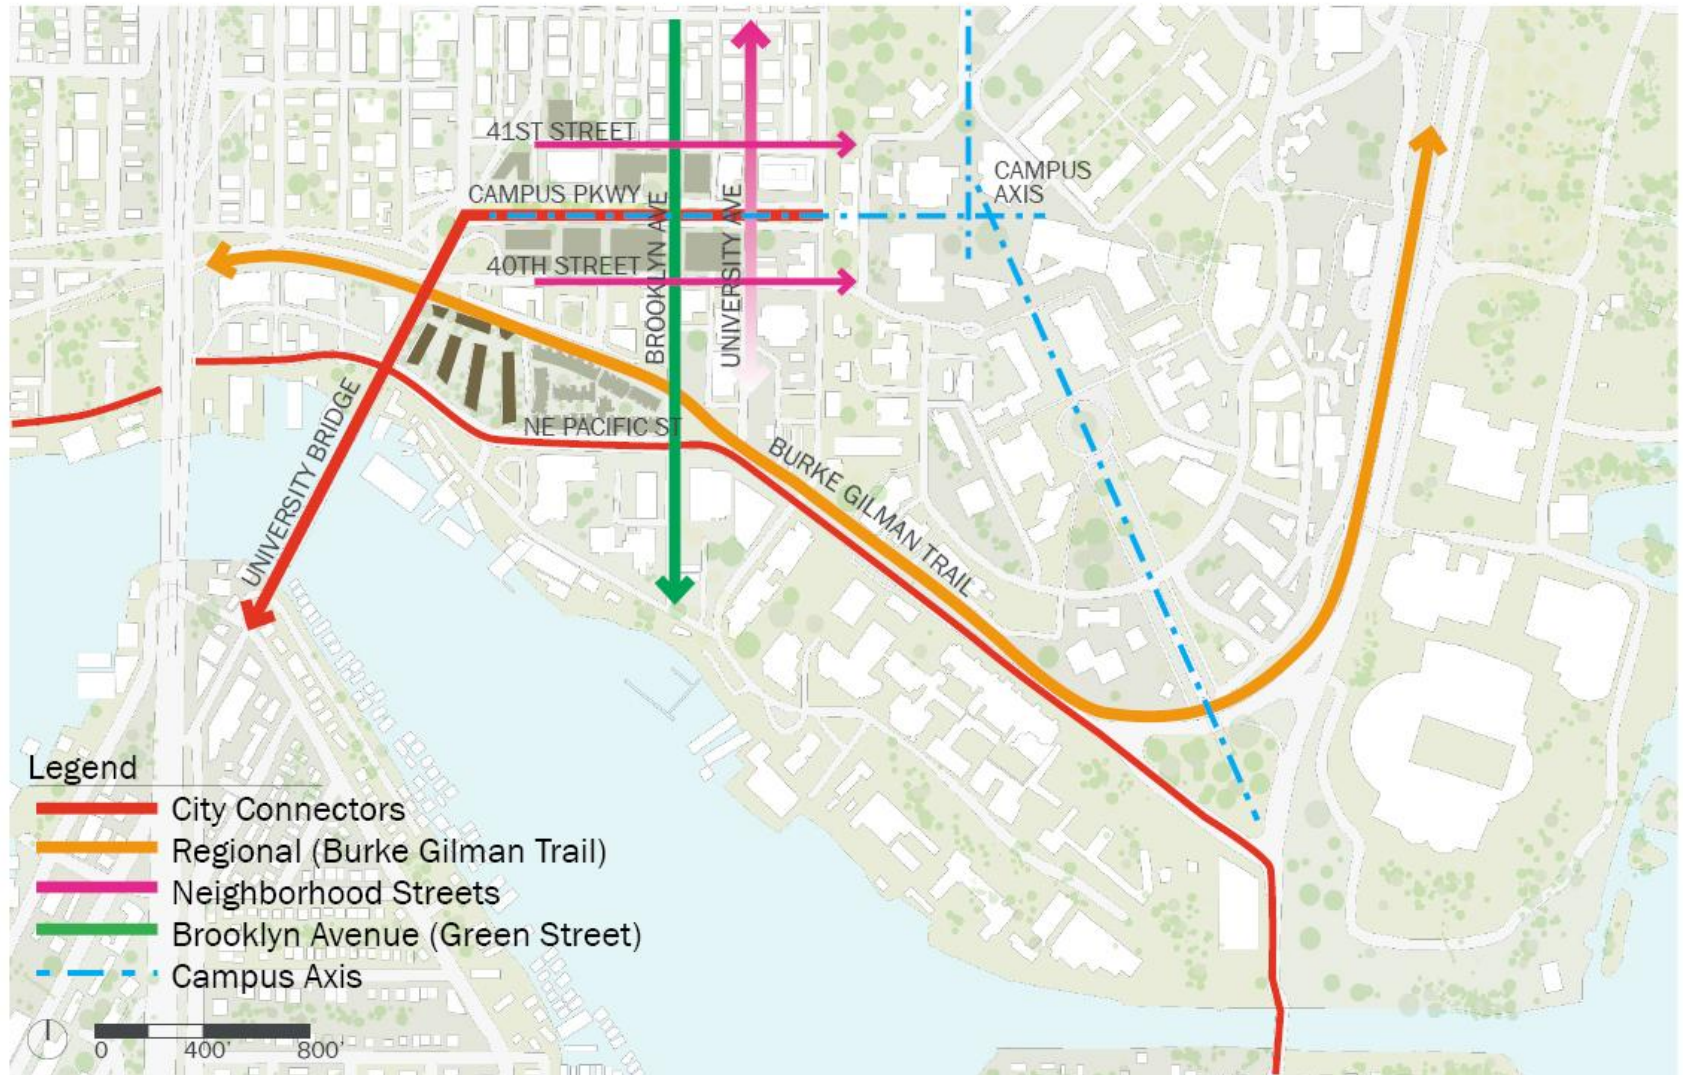 41ST STREET
CAMPUS PKWY
40TH STREET
BROOKLYN AVE
UNIVERSITY AVE
CAMPUS
AXIS
UNIVERSITY BRIDGE
NE PACIFIC ST
BURKE GILMAN TRAIL
Legend
City Connectors
Regional (Burke Gilman Trail)
Neighborhood Streets
Brooklyn Avenue (Green Street)
Campus Axis
0 400' 800'